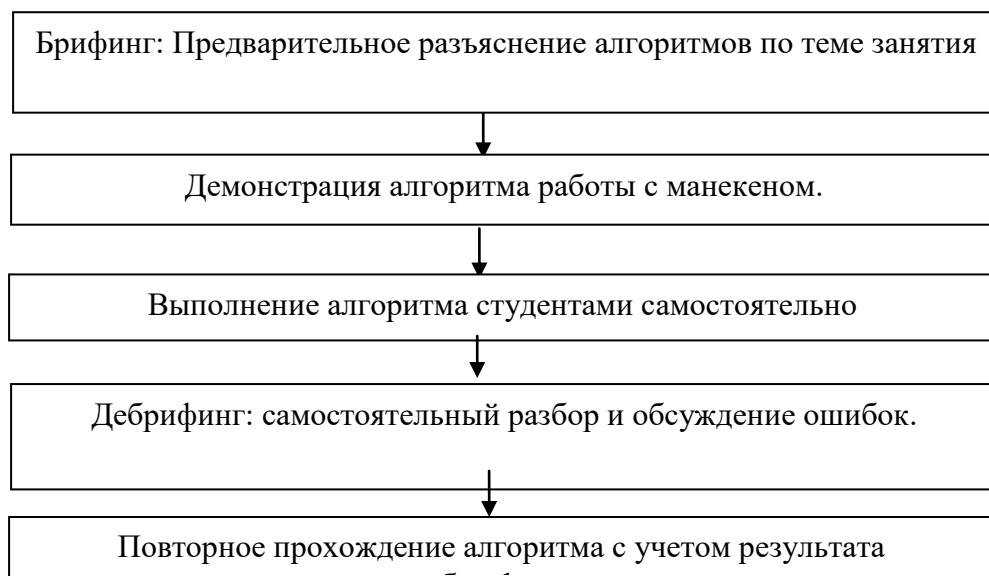 Брифинг: Предварительное разъяснение алгоритмов по теме занятия
Демонстрация алгоритма работы с манекеном.
Выполнение алгоритма студентами самостоятельно
Дебрифинг: самостоятельный разбор и обсуждение ошибок.
Повторное прохождение алгоритма с учетом результата